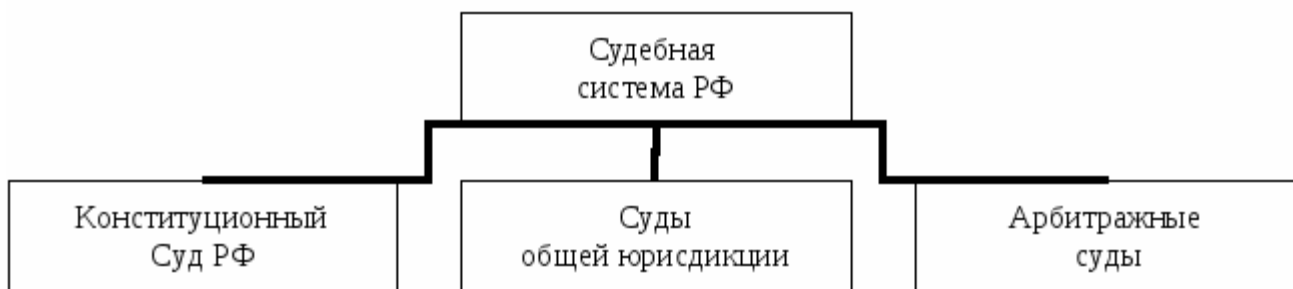 Судебная
система РФ
Конституционный
Суд РФ
Суды
общей юрисдикции
Арбитражные
суды